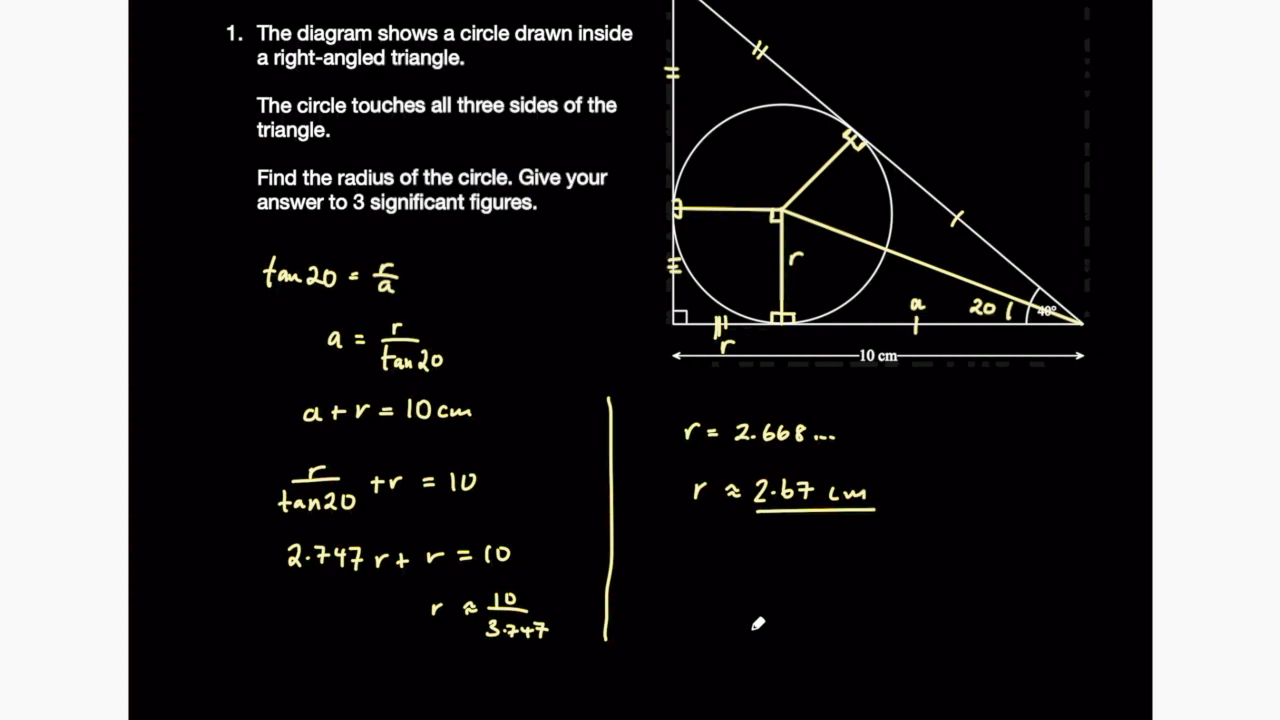 1. The diagram shows a circle drawn inside
a right-angled triangle.
The circle touches all three sides of the
triangle.
Find the radius of the circle. Give your
answer to 3 significant figures.
tan 20 = r/a
a = r/tan 20
a + r = 10 cm
r/tan 20 + r = 10
2.747 r + r = 10
r ≈ 10/3.747
r
a
20
40°
r
10 cm
r = 2.668...
r ≈ 2.67 cm